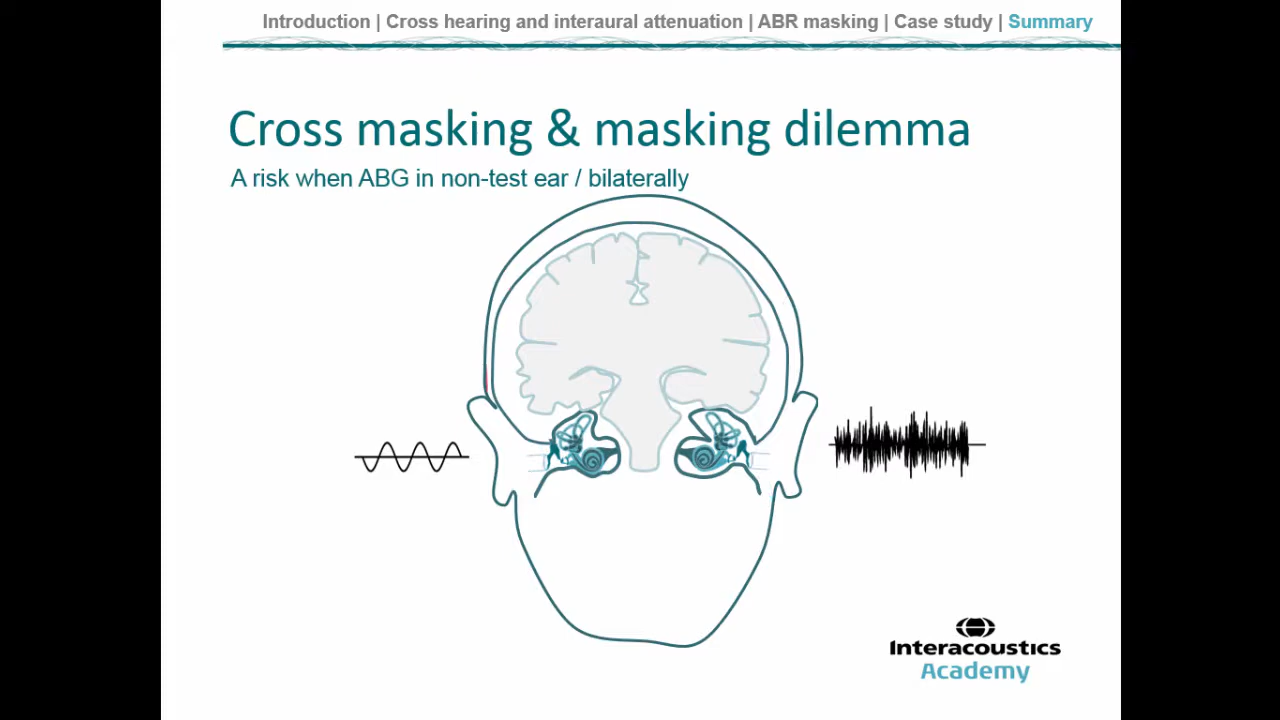 Introduction | Cross hearing and interaural attenuation | ABR masking | Case study | Summary
Cross masking & masking dilemma
A risk when ABG in non-test ear / bilaterally
Interacoustics
Academy